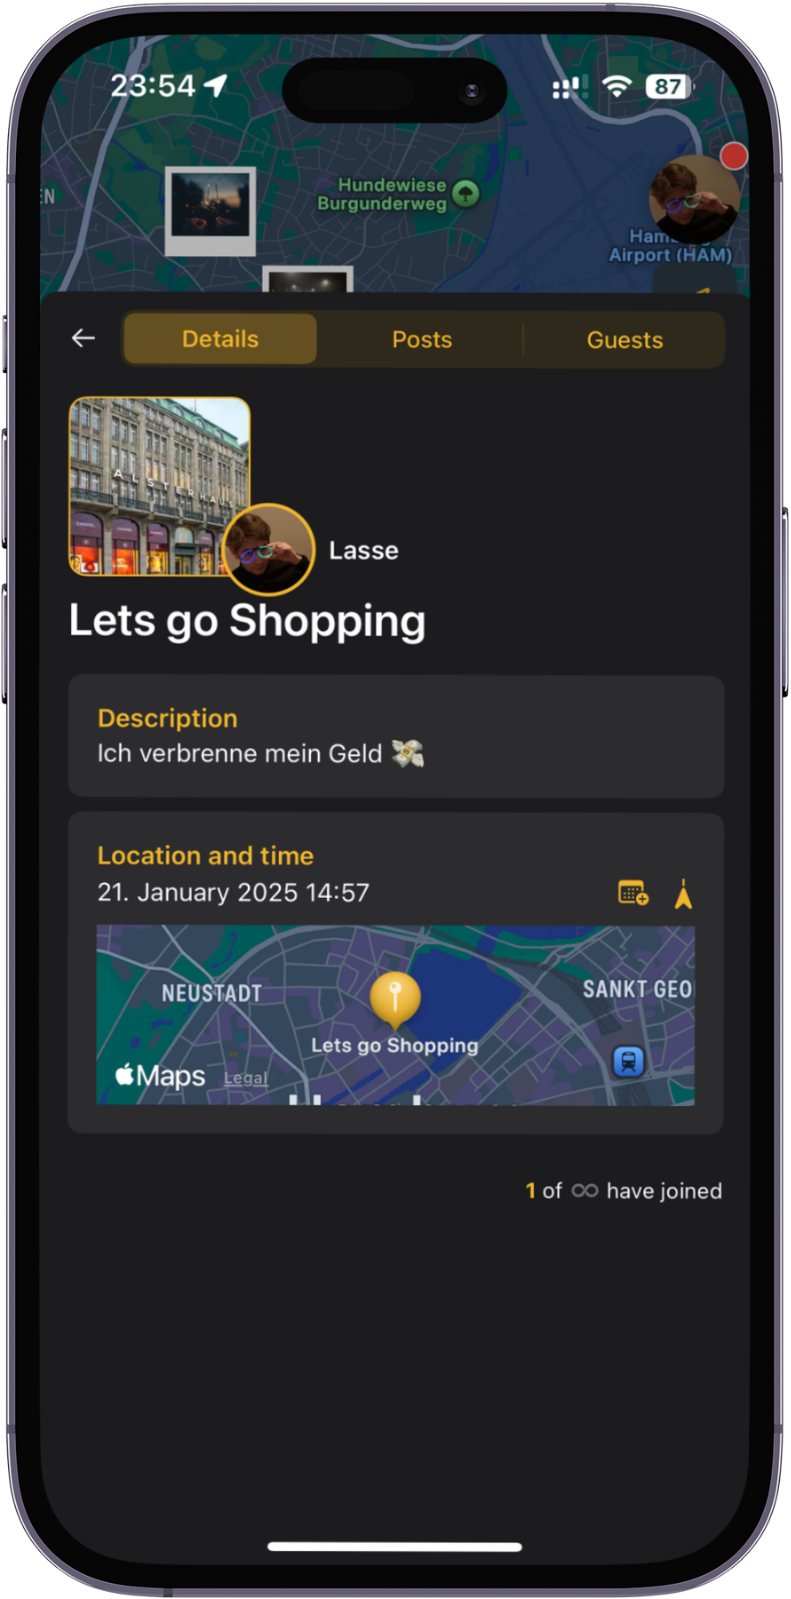 23:54
87
EN
Hundewiese
Burgunderweg
Airport (HAM)
Details
Posts
Guests
ALSTERHAUS
Lasse
Lets go Shopping
Description
Ich verbrenne mein Geld 💸
Location and time
21. January 2025 14:57
NEUSTADT
SANKT GEO
Lets go Shopping
Maps
Legal
1 of ∞ have joined